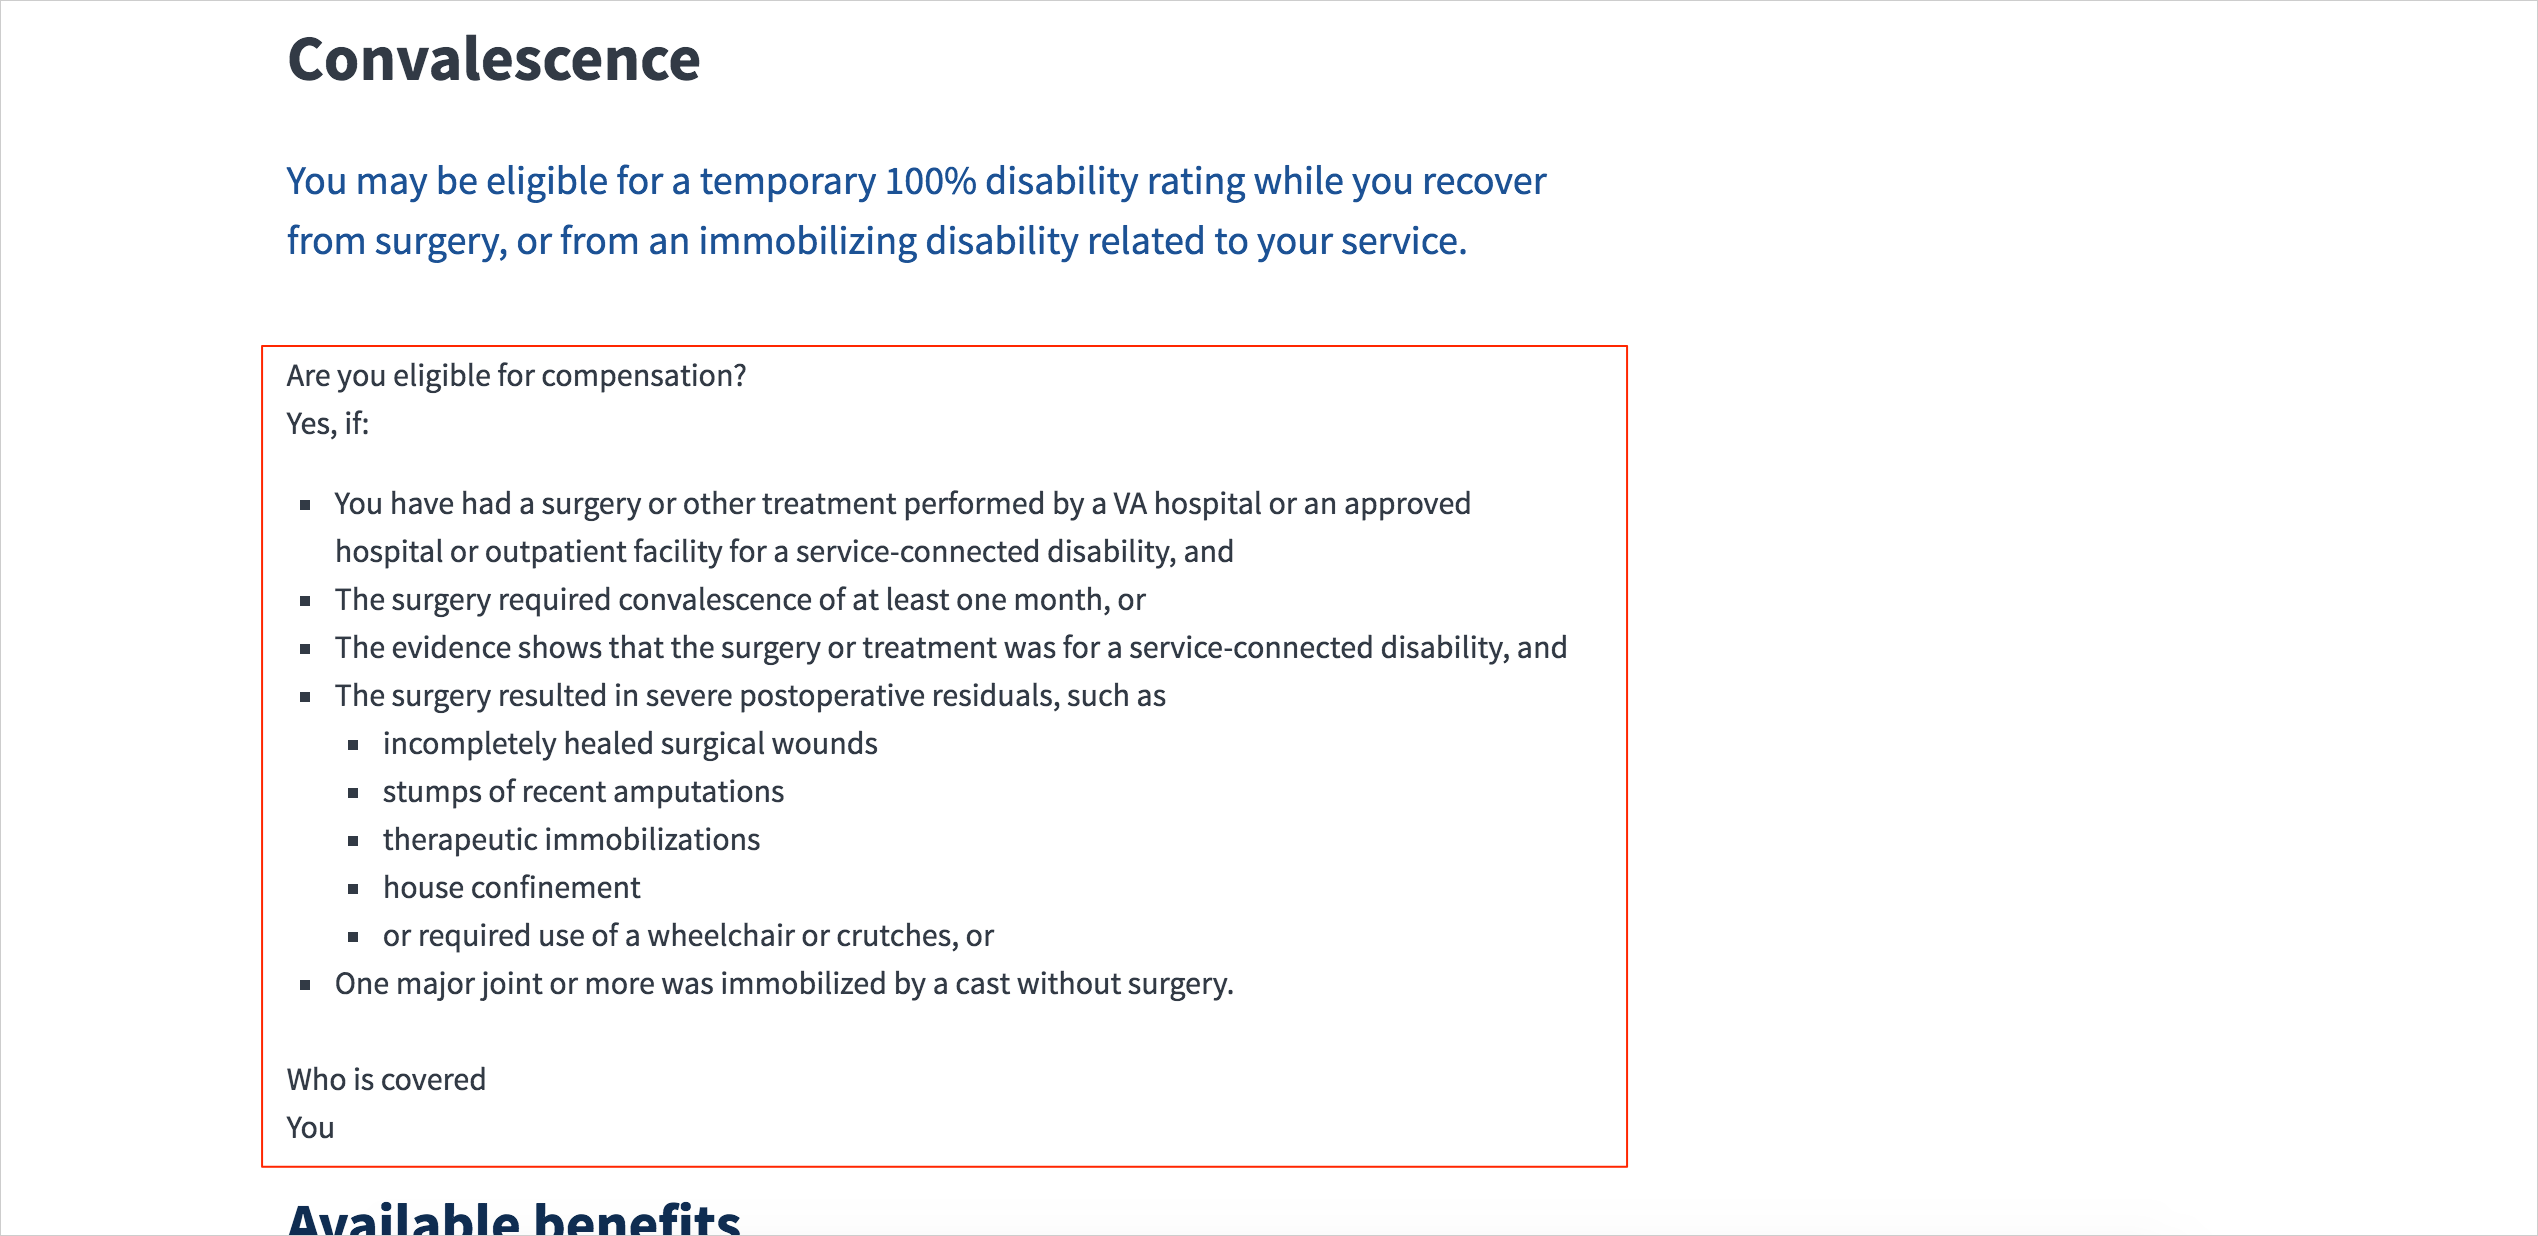 Convalescence
You may be eligible for a temporary 100% disability rating while you recover
from surgery, or from an immobilizing disability related to your service.
Are you eligible for compensation?
Yes, if:
You have had a surgery or other treatment performed by a VA hospital or an approved
hospital or outpatient facility for a service-connected disability, and
The surgery required convalescence of at least one month, or
The evidence shows that the surgery or treatment was for a service-connected disability, and
The surgery resulted in severe postoperative residuals, such as
incompletely healed surgical wounds
stumps of recent amputations
therapeutic immobilizations
house confinement
or required use of a wheelchair or crutches, or
One major joint or more was immobilized by a cast without surgery.
Who is covered
You
Available benefits